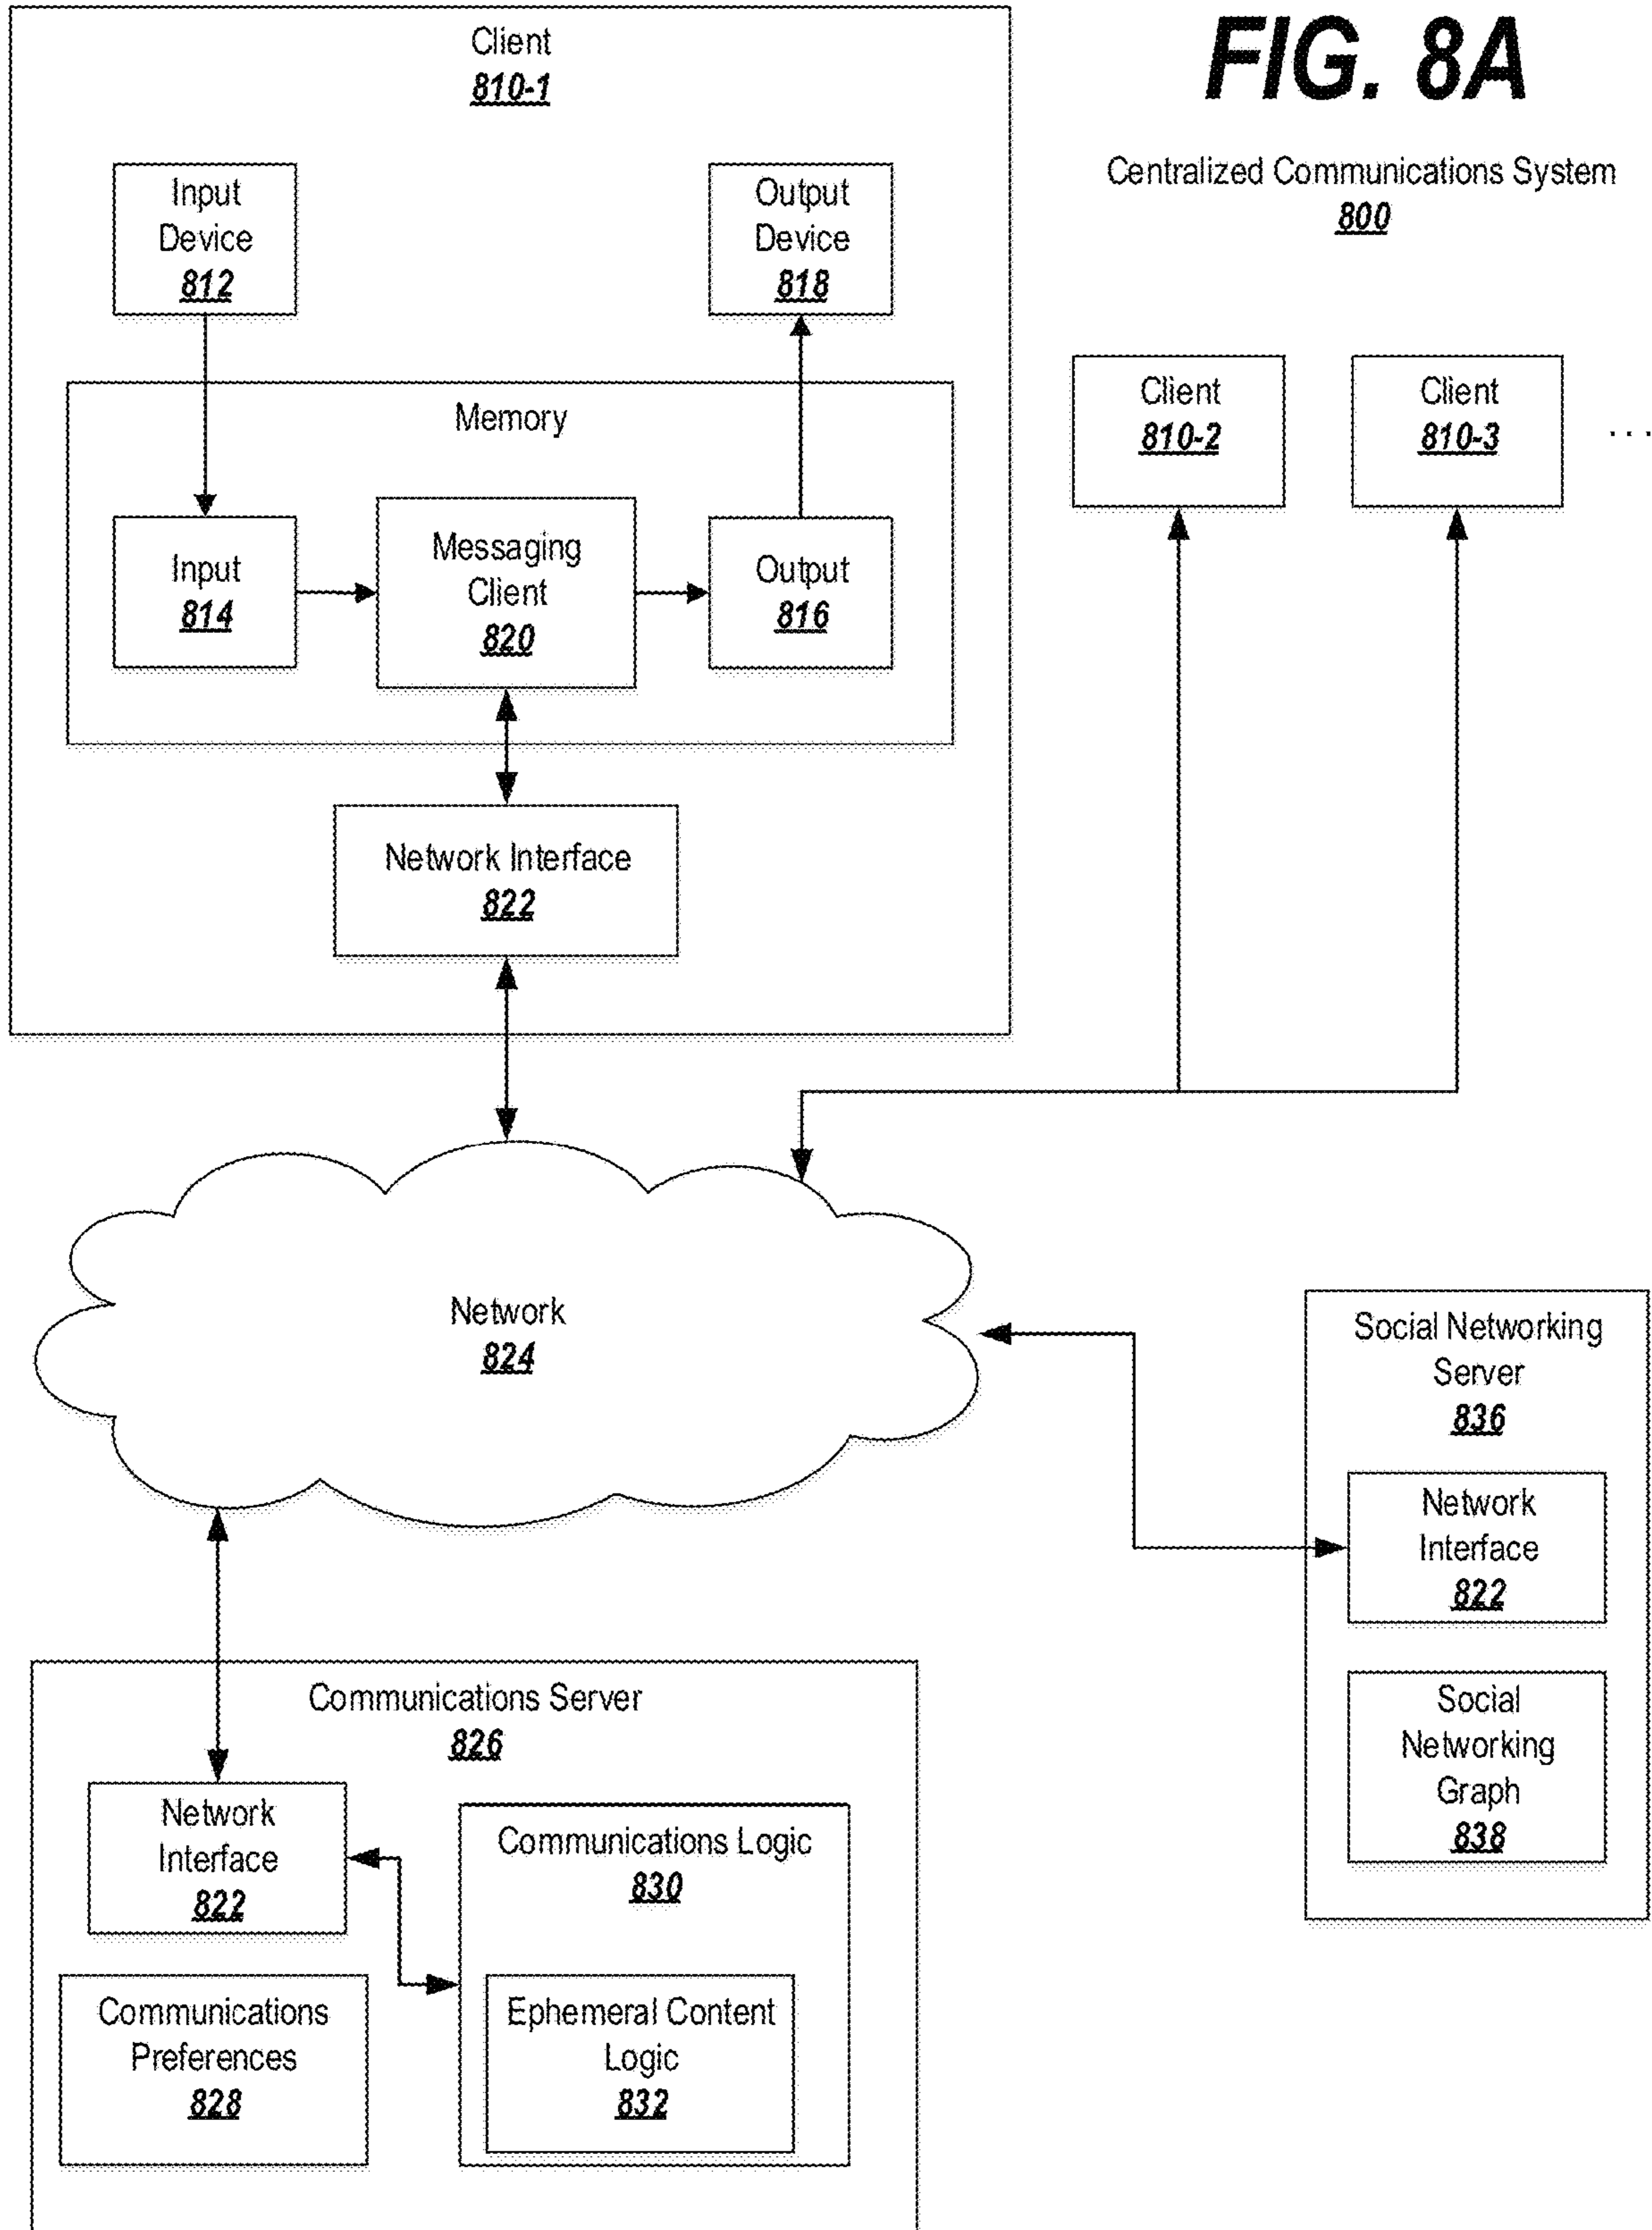 FIG. 8A
Centralized Communications System
800
Client
810-1
Input
Device
812
Output
Device
818
Memory
Input
814
Messaging
Client
820
Output
816
Network Interface
822
Client
810-2
Client
810-3
...
Network
824
Social Networking
Server
836
Network
Interface
822
Social
Networking
Graph
838
Communications Server
826
Network
Interface
822
Communications Logic
830
Communications
Preferences
828
Ephemeral Content
Logic
832